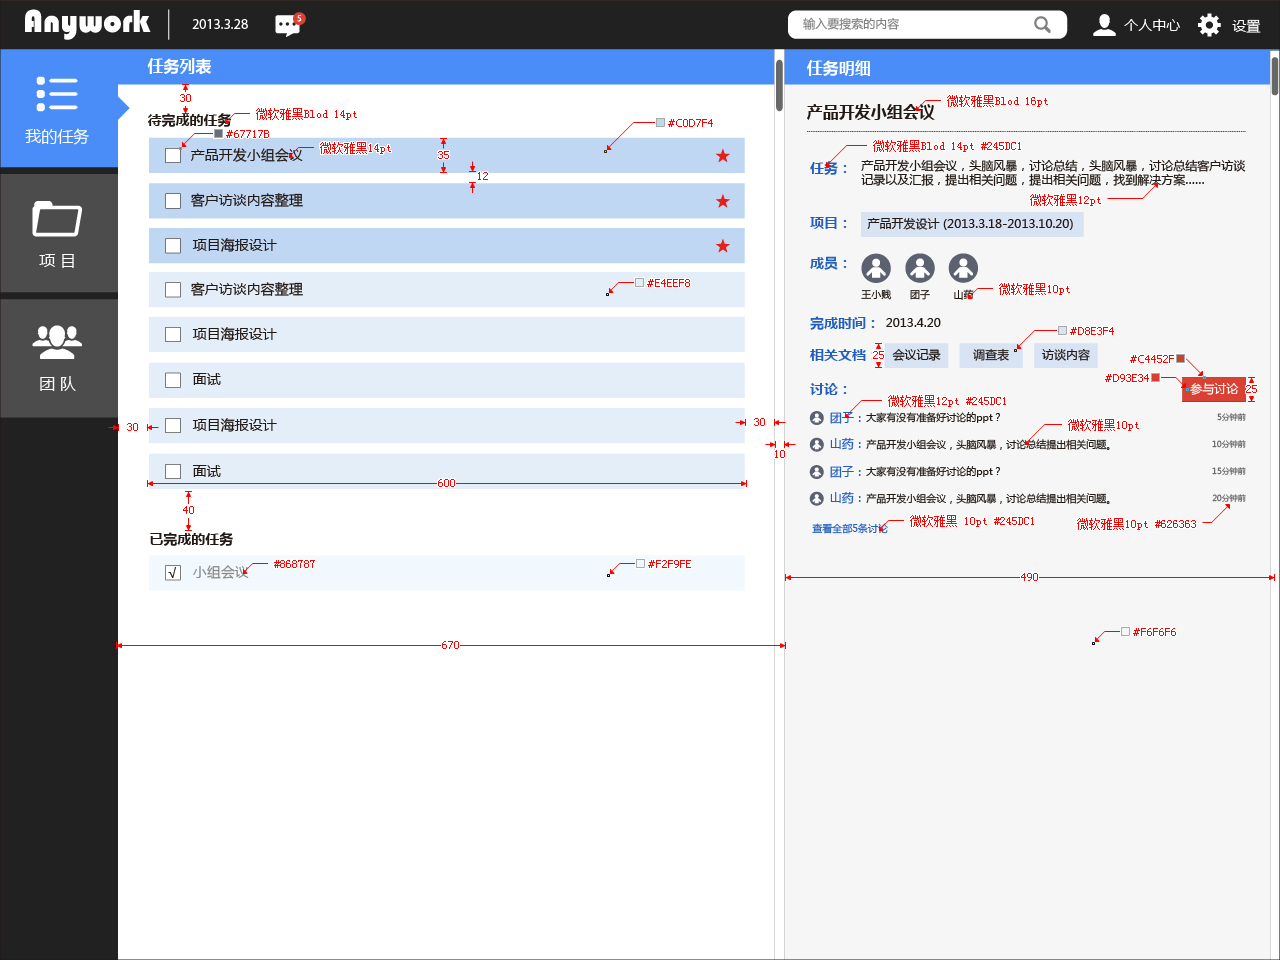 Anywork
2013.3.28
5
输入要搜索的内容
个人中心
设置
我的任务
项 目
团 队
任务列表
30
微软雅黑Blod 14pt
待完成的任务
#67717B
#C0D7F4
产品开发小组会议
微软雅黑14pt
35
12
客户访谈内容整理
项目海报设计
客户访谈内容整理
#E4EEF8
项目海报设计
面试
项目海报设计
30
30
10
面试
600
40
已完成的任务
√
小组会议
#868787
#F2F9FE
670
任务明细
微软雅黑Blod 16pt
产品开发小组会议
微软雅黑Blod 14pt #245DC1
任务：
产品开发小组会议，头脑风暴，讨论总结，头脑风暴，讨论总结客户访谈
记录以及汇报，提出相关问题，提出相关问题，找到解决方案......
微软雅黑12pt
项目：
产品开发设计 (2013.3.18-2013.10.20)
成员：
王小贱
团子
山药
微软雅黑10pt
完成时间：
2013.4.20
#D8E3F4
相关文档
25
会议记录
调查表
访谈内容
#C4452F
#D93E34
讨论：
参与讨论
25
微软雅黑12pt #245DC1
团子：大家有没有准备好讨论的ppt？
5分钟前
微软雅黑10pt
山药：产品开发小组会议，头脑风暴，讨论总结提出相关问题。
10分钟前
团子：大家有没有准备好讨论的ppt？
15分钟前
山药：产品开发小组会议，头脑风暴，讨论总结提出相关问题。
20分钟前
查看全部5条讨论
微软雅黑 10pt #245DC1
微软雅黑10pt #626363
490
#F6F6F6